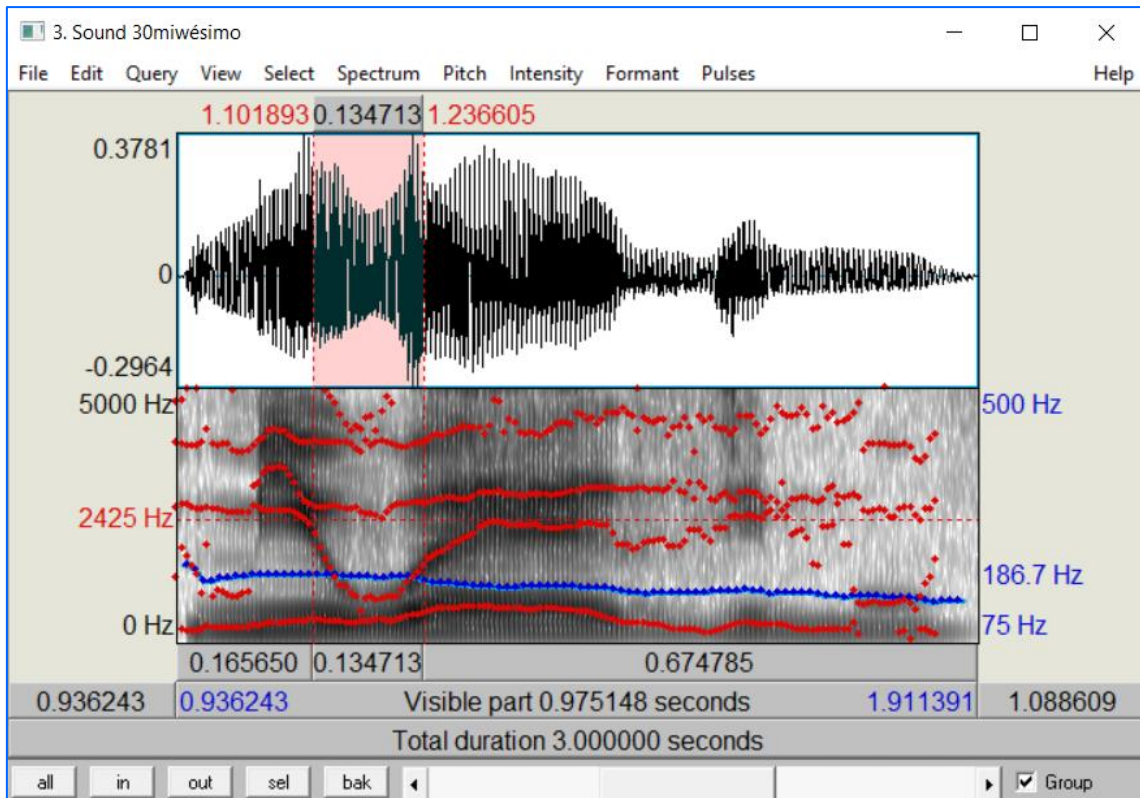 3. Sound 30miwésimo
File Edit Query View Select Spectrum Pitch Intensity Formant Pulses Help
1.101893 0.134713 1.236605
0.3781
0
-0.2964
5000 Hz 500 Hz
2425 Hz
186.7 Hz
0 Hz 75 Hz
0.165650 0.134713 0.674785
0.936243 0.936243 Visible part 0.975148 seconds 1.911391 1.088609
Total duration 3.000000 seconds
all in out sel bak Group